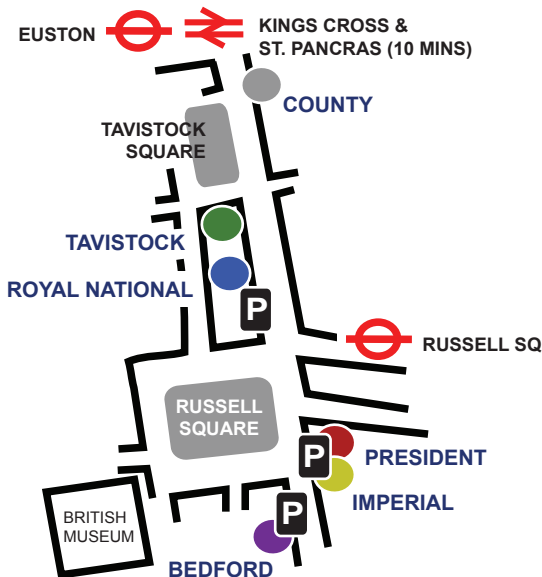 EUSTON
KINGS CROSS &
ST. PANCRAS (10 MINS)
COUNTY
TAVISTOCK
SQUARE
TAVISTOCK
ROYAL NATIONAL
P
RUSSELL SQ
RUSSELL
SQUARE
P
PRESIDENT
IMPERIAL
P
BRITISH
MUSEUM
BEDFORD